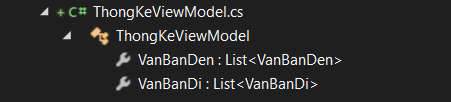 + C# ThongKeViewModel.cs
ThongKeViewModel
VanBanDen : List<VanBanDen>
VanBanDi : List<VanBanDi>